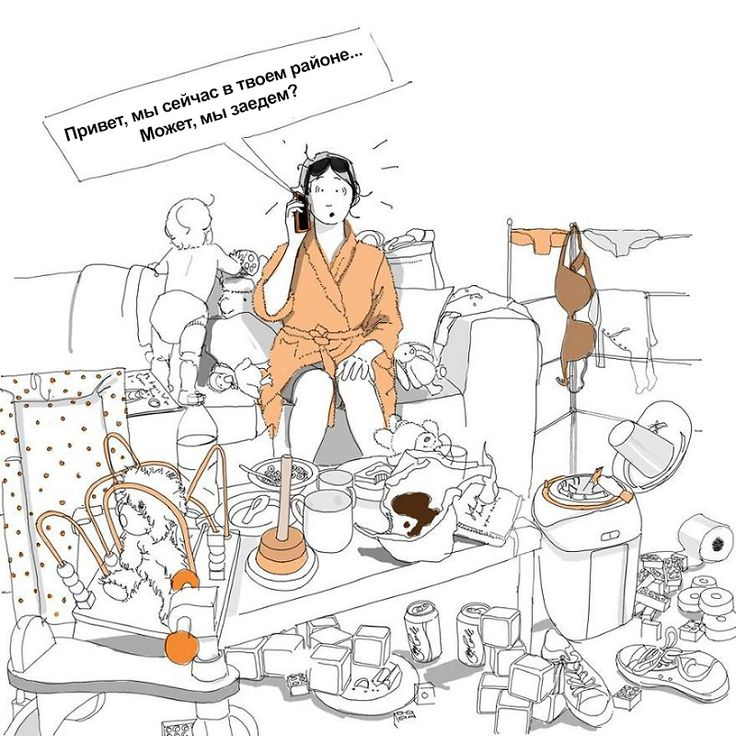 Привет, мы сейчас в твоем районе...
Может, мы заедем?